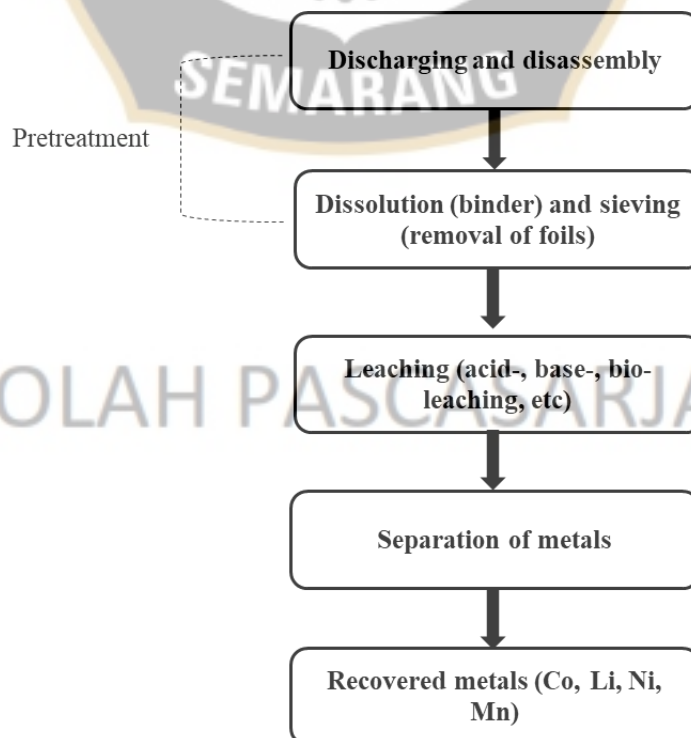 SEMARANG
Discharging and disassembly
Pretreatment
Dissolution (binder) and sieving
(removal of foils)
Leaching (acid-, base-, bio-
leaching, etc)
OLAH PASCASARJA
Separation of metals
Recovered metals (Co, Li, Ni,
Mn)